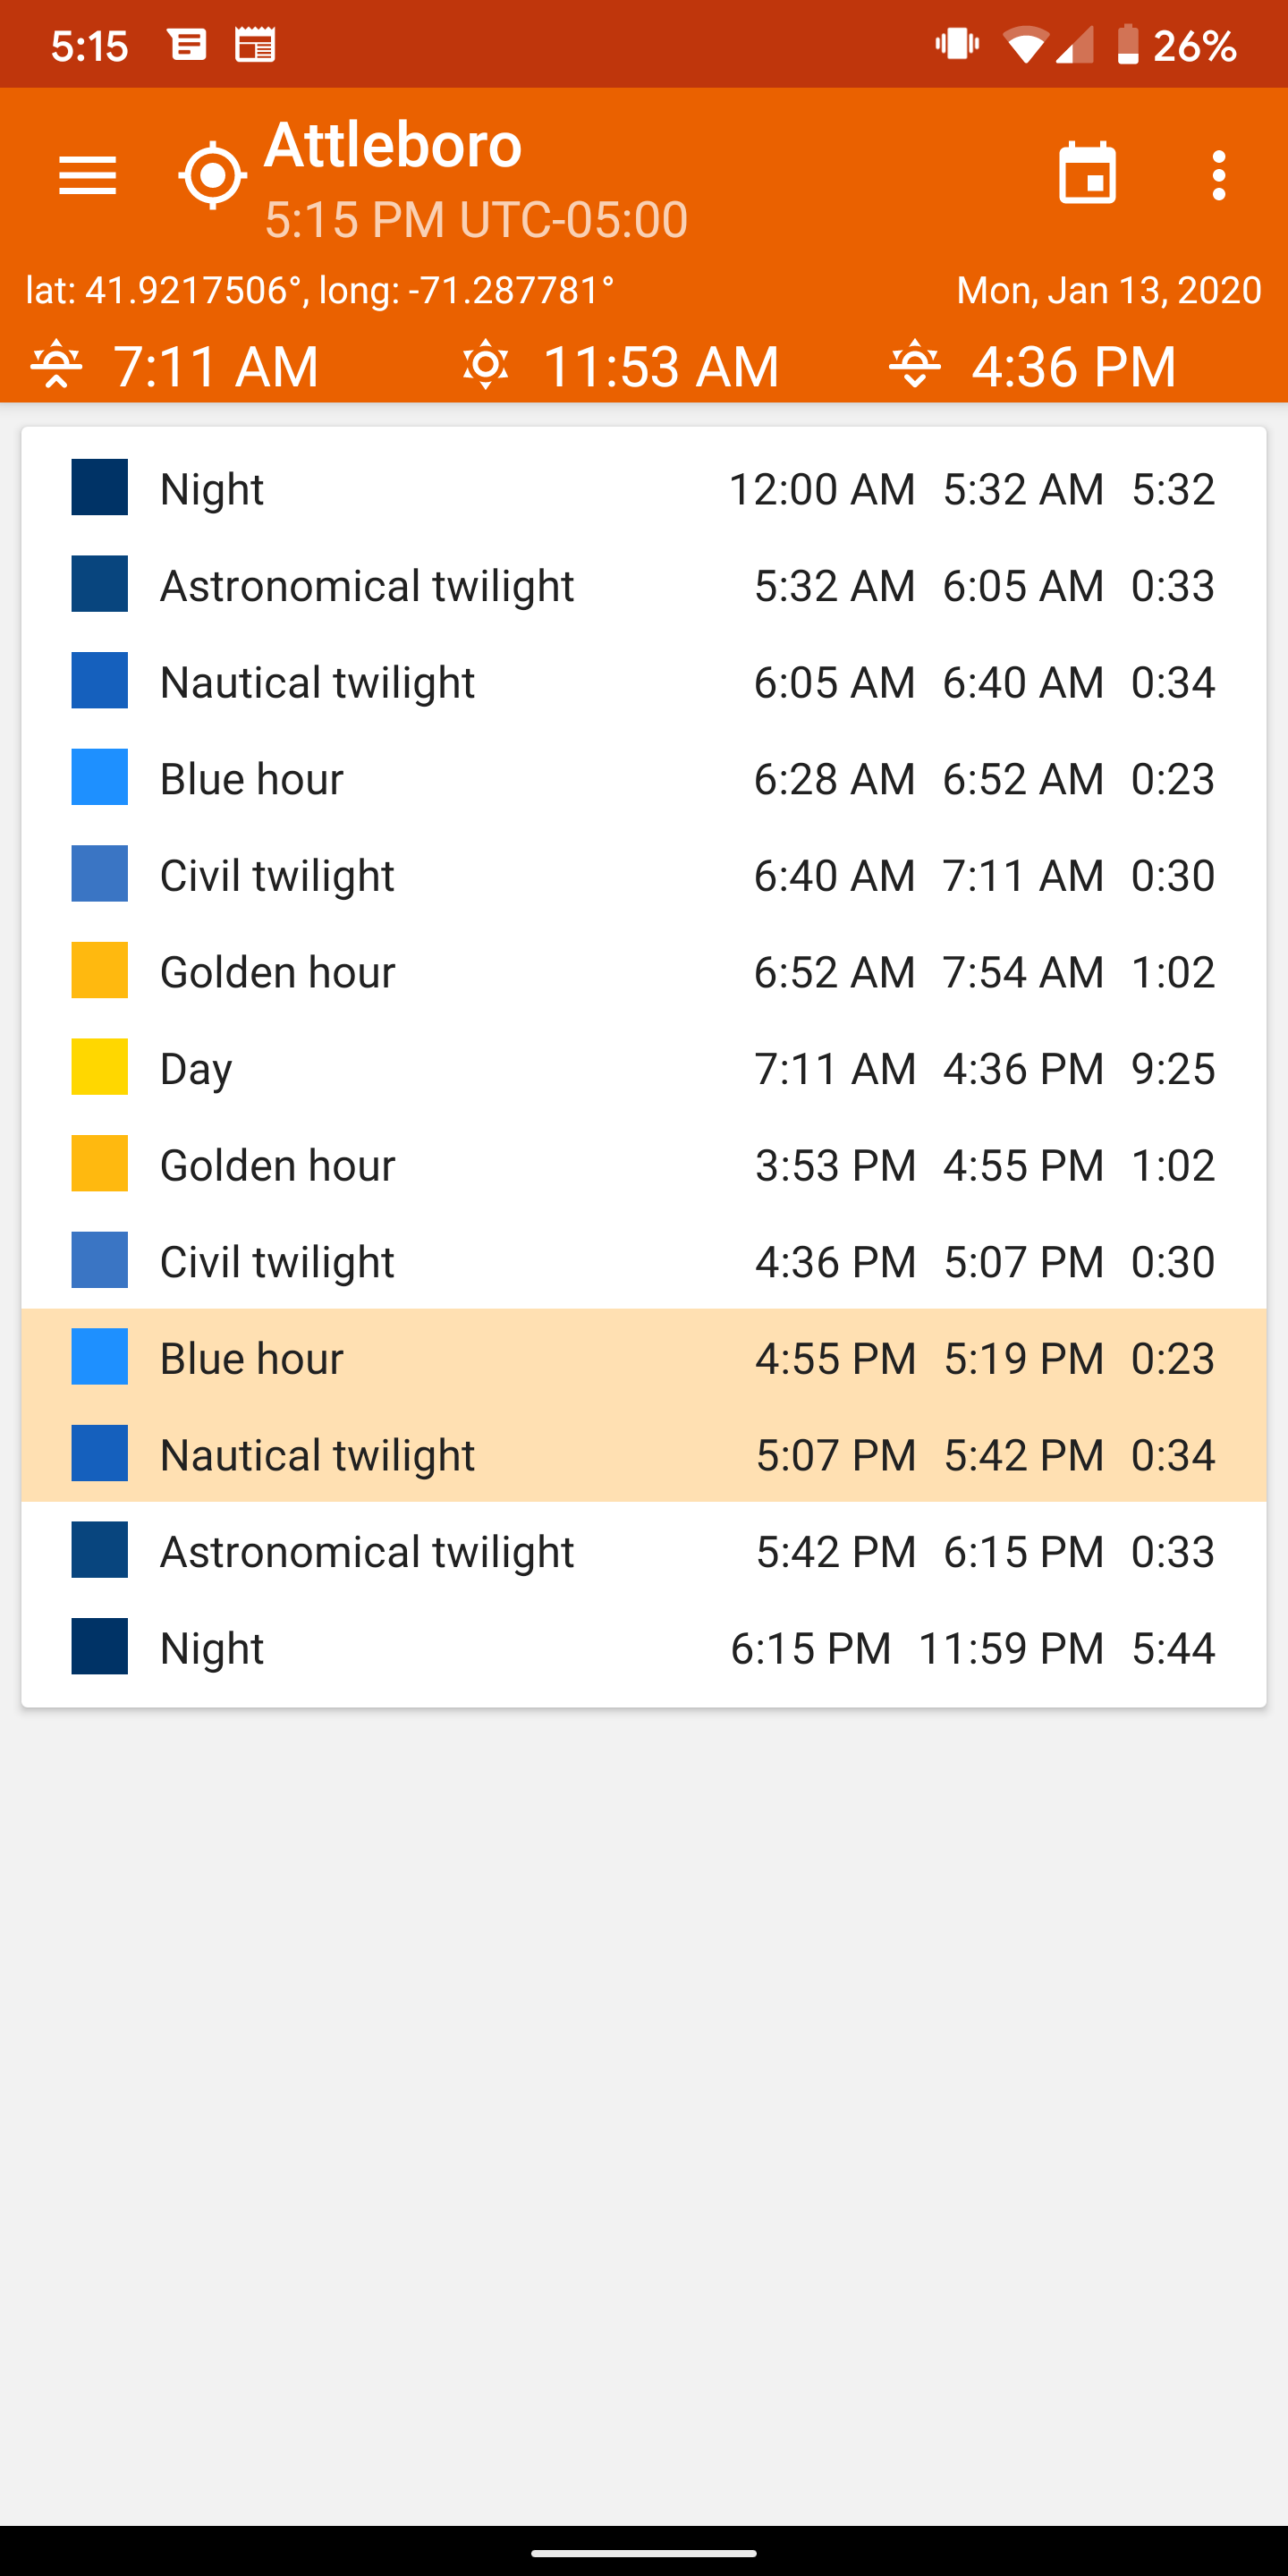 5:15 26%
Attleboro
5:15 PM UTC-05:00
lat: 41.9217506°, long: -71.287781° Mon, Jan 13, 2020
7:11 AM 11:53 AM 4:36 PM
Night 12:00 AM 5:32 AM 5:32
Astronomical twilight 5:32 AM 6:05 AM 0:33
Nautical twilight 6:05 AM 6:40 AM 0:34
Blue hour 6:28 AM 6:52 AM 0:23
Civil twilight 6:40 AM 7:11 AM 0:30
Golden hour 6:52 AM 7:54 AM 1:02
Day 7:11 AM 4:36 PM 9:25
Golden hour 3:53 PM 4:55 PM 1:02
Civil twilight 4:36 PM 5:07 PM 0:30
Blue hour 4:55 PM 5:19 PM 0:23
Nautical twilight 5:07 PM 5:42 PM 0:34
Astronomical twilight 5:42 PM 6:15 PM 0:33
Night 6:15 PM 11:59 PM 5:44